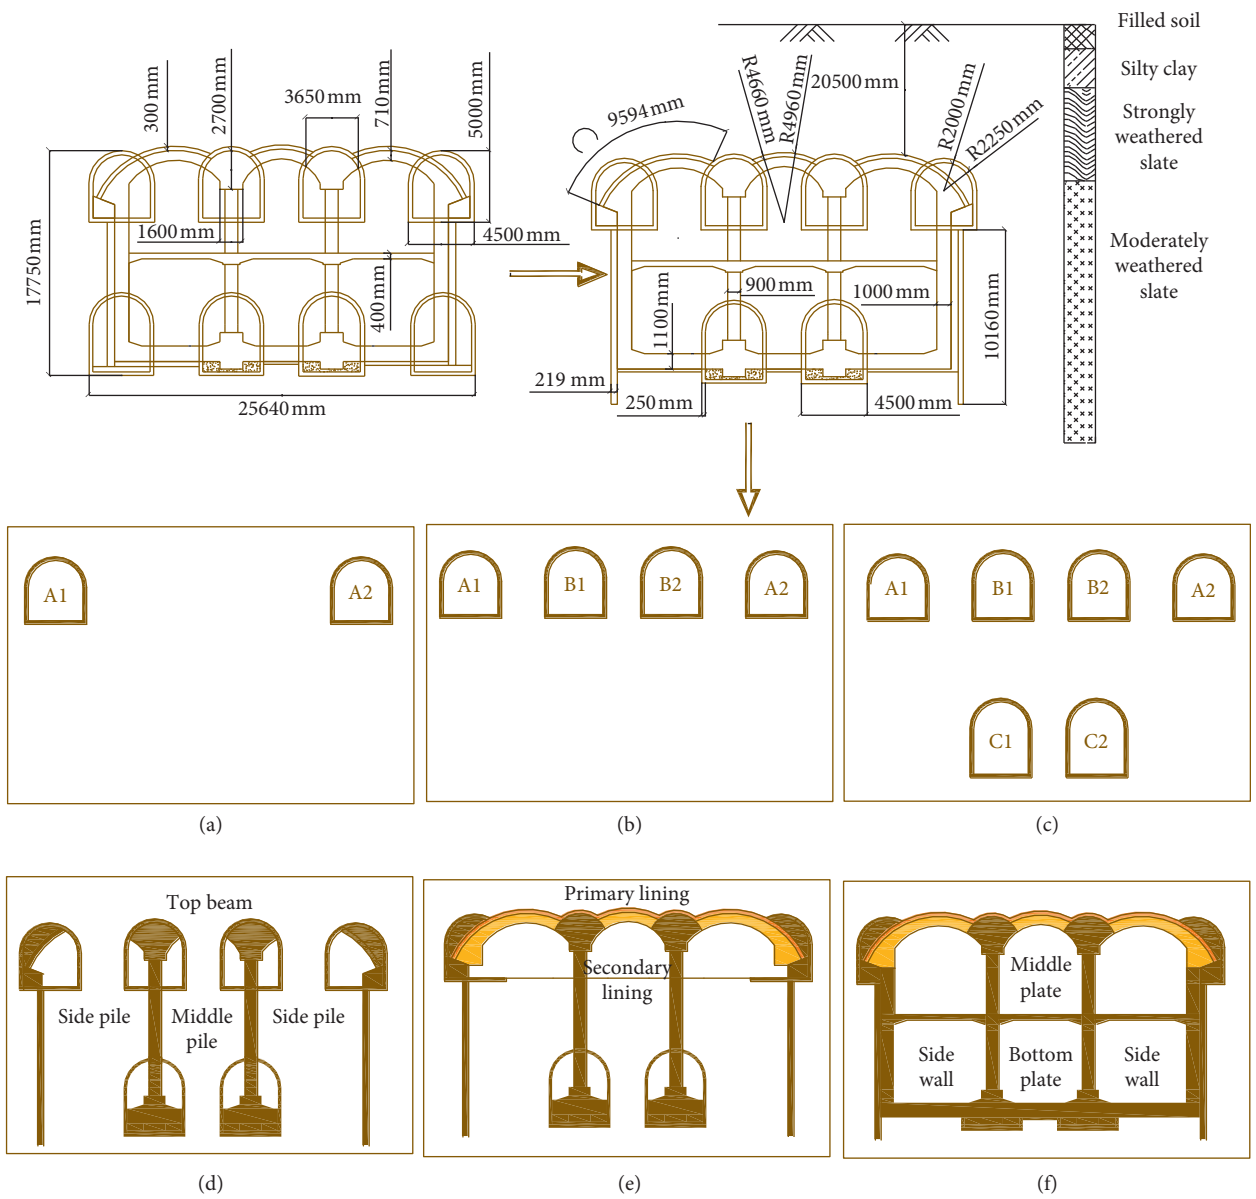 300 mm
2700 mm
3650 mm
710 mm
5000 mm
17750 mm
1600 mm
4500 mm
400 mm
25640 mm
9594 mm
R4660 mm
R4960 mm
20500 mm
R2000 mm
R2250 mm
900 mm
1000 mm
1100 mm
10160 mm
219 mm
250 mm
4500 mm
Filled soil
Silty clay
Strongly
weathered
slate
Moderately
weathered
slate
A1
A2
(a)
A1
B1
B2
A2
(b)
A1
B1
B2
A2
C1
C2
(c)
Top beam
Side pile
Middle
pile
Side pile
(d)
Primary lining
Secondary
lining
(e)
Middle
plate
Side
wall
Bottom
plate
Side
wall
(f)